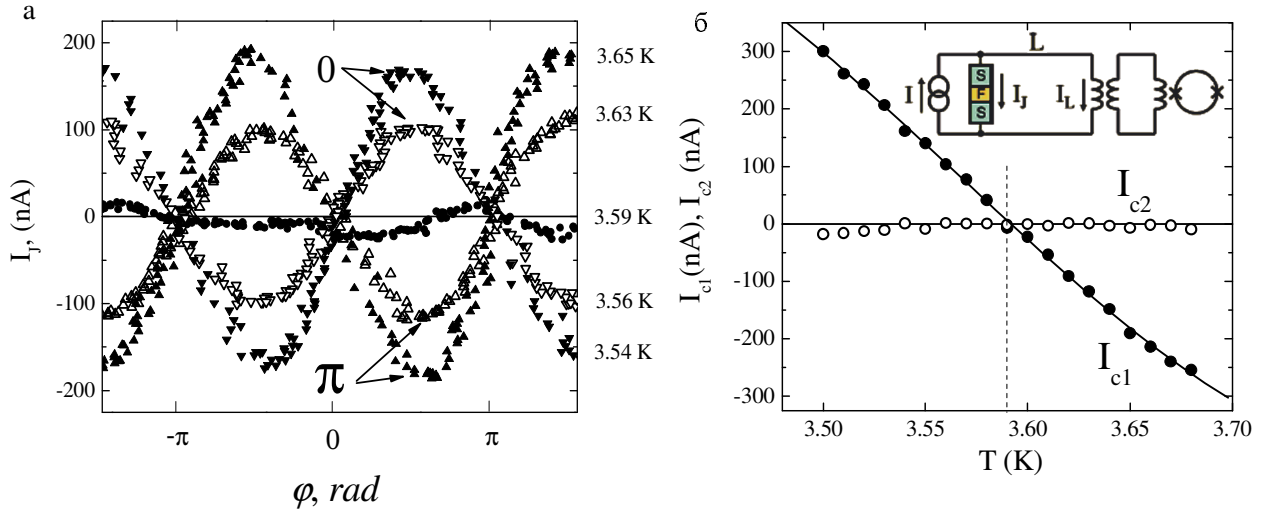 а
200
100
0
-100
-200
I_J, (nA)
-π
0
π
φ, rad
0
π
3.65 K
3.63 K
3.59 K
3.56 K
3.54 K
б
300
200
100
0
-100
-200
-300
I_c1(nA), I_c2 (nA)
3.50
3.55
3.60
3.65
3.70
T (K)
L
I
S
F
S
I_J
I_L
I_c2
I_c1